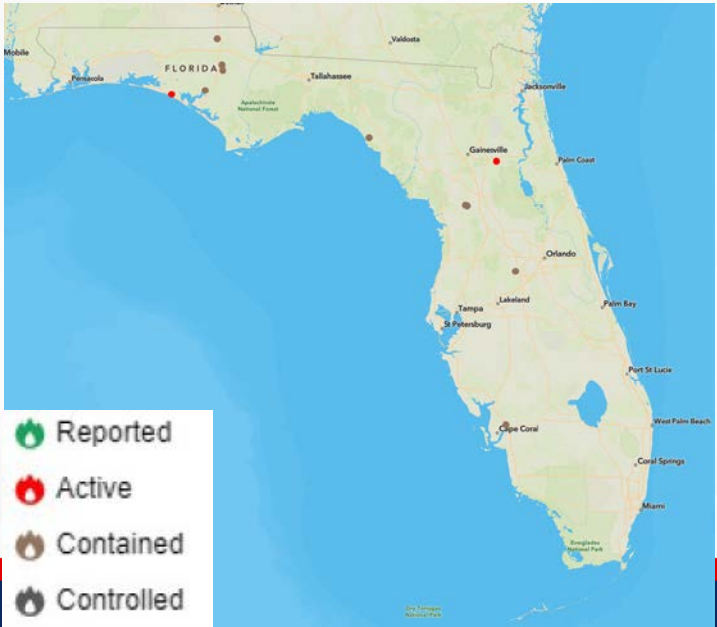 Mobile
Valdosta
FLORIDA
Pensacola
Tallahassee
Jacksonville
Apalachicola
National Forest
Gainesville
Palm Coast
Orlando
Lakeland
Palm Bay
Tampa
St Petersburg
Port St Lucie
West Palm Beach
Cape Coral
Coral Springs
Miami
Everglades
National Park
Dry Tortugas
National Park
Reported
Active
Contained
Controlled